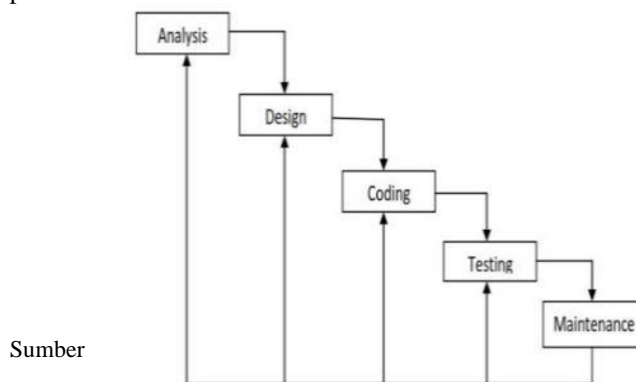 Analysis
Design
Coding
Testing
Maintenance
Sumber